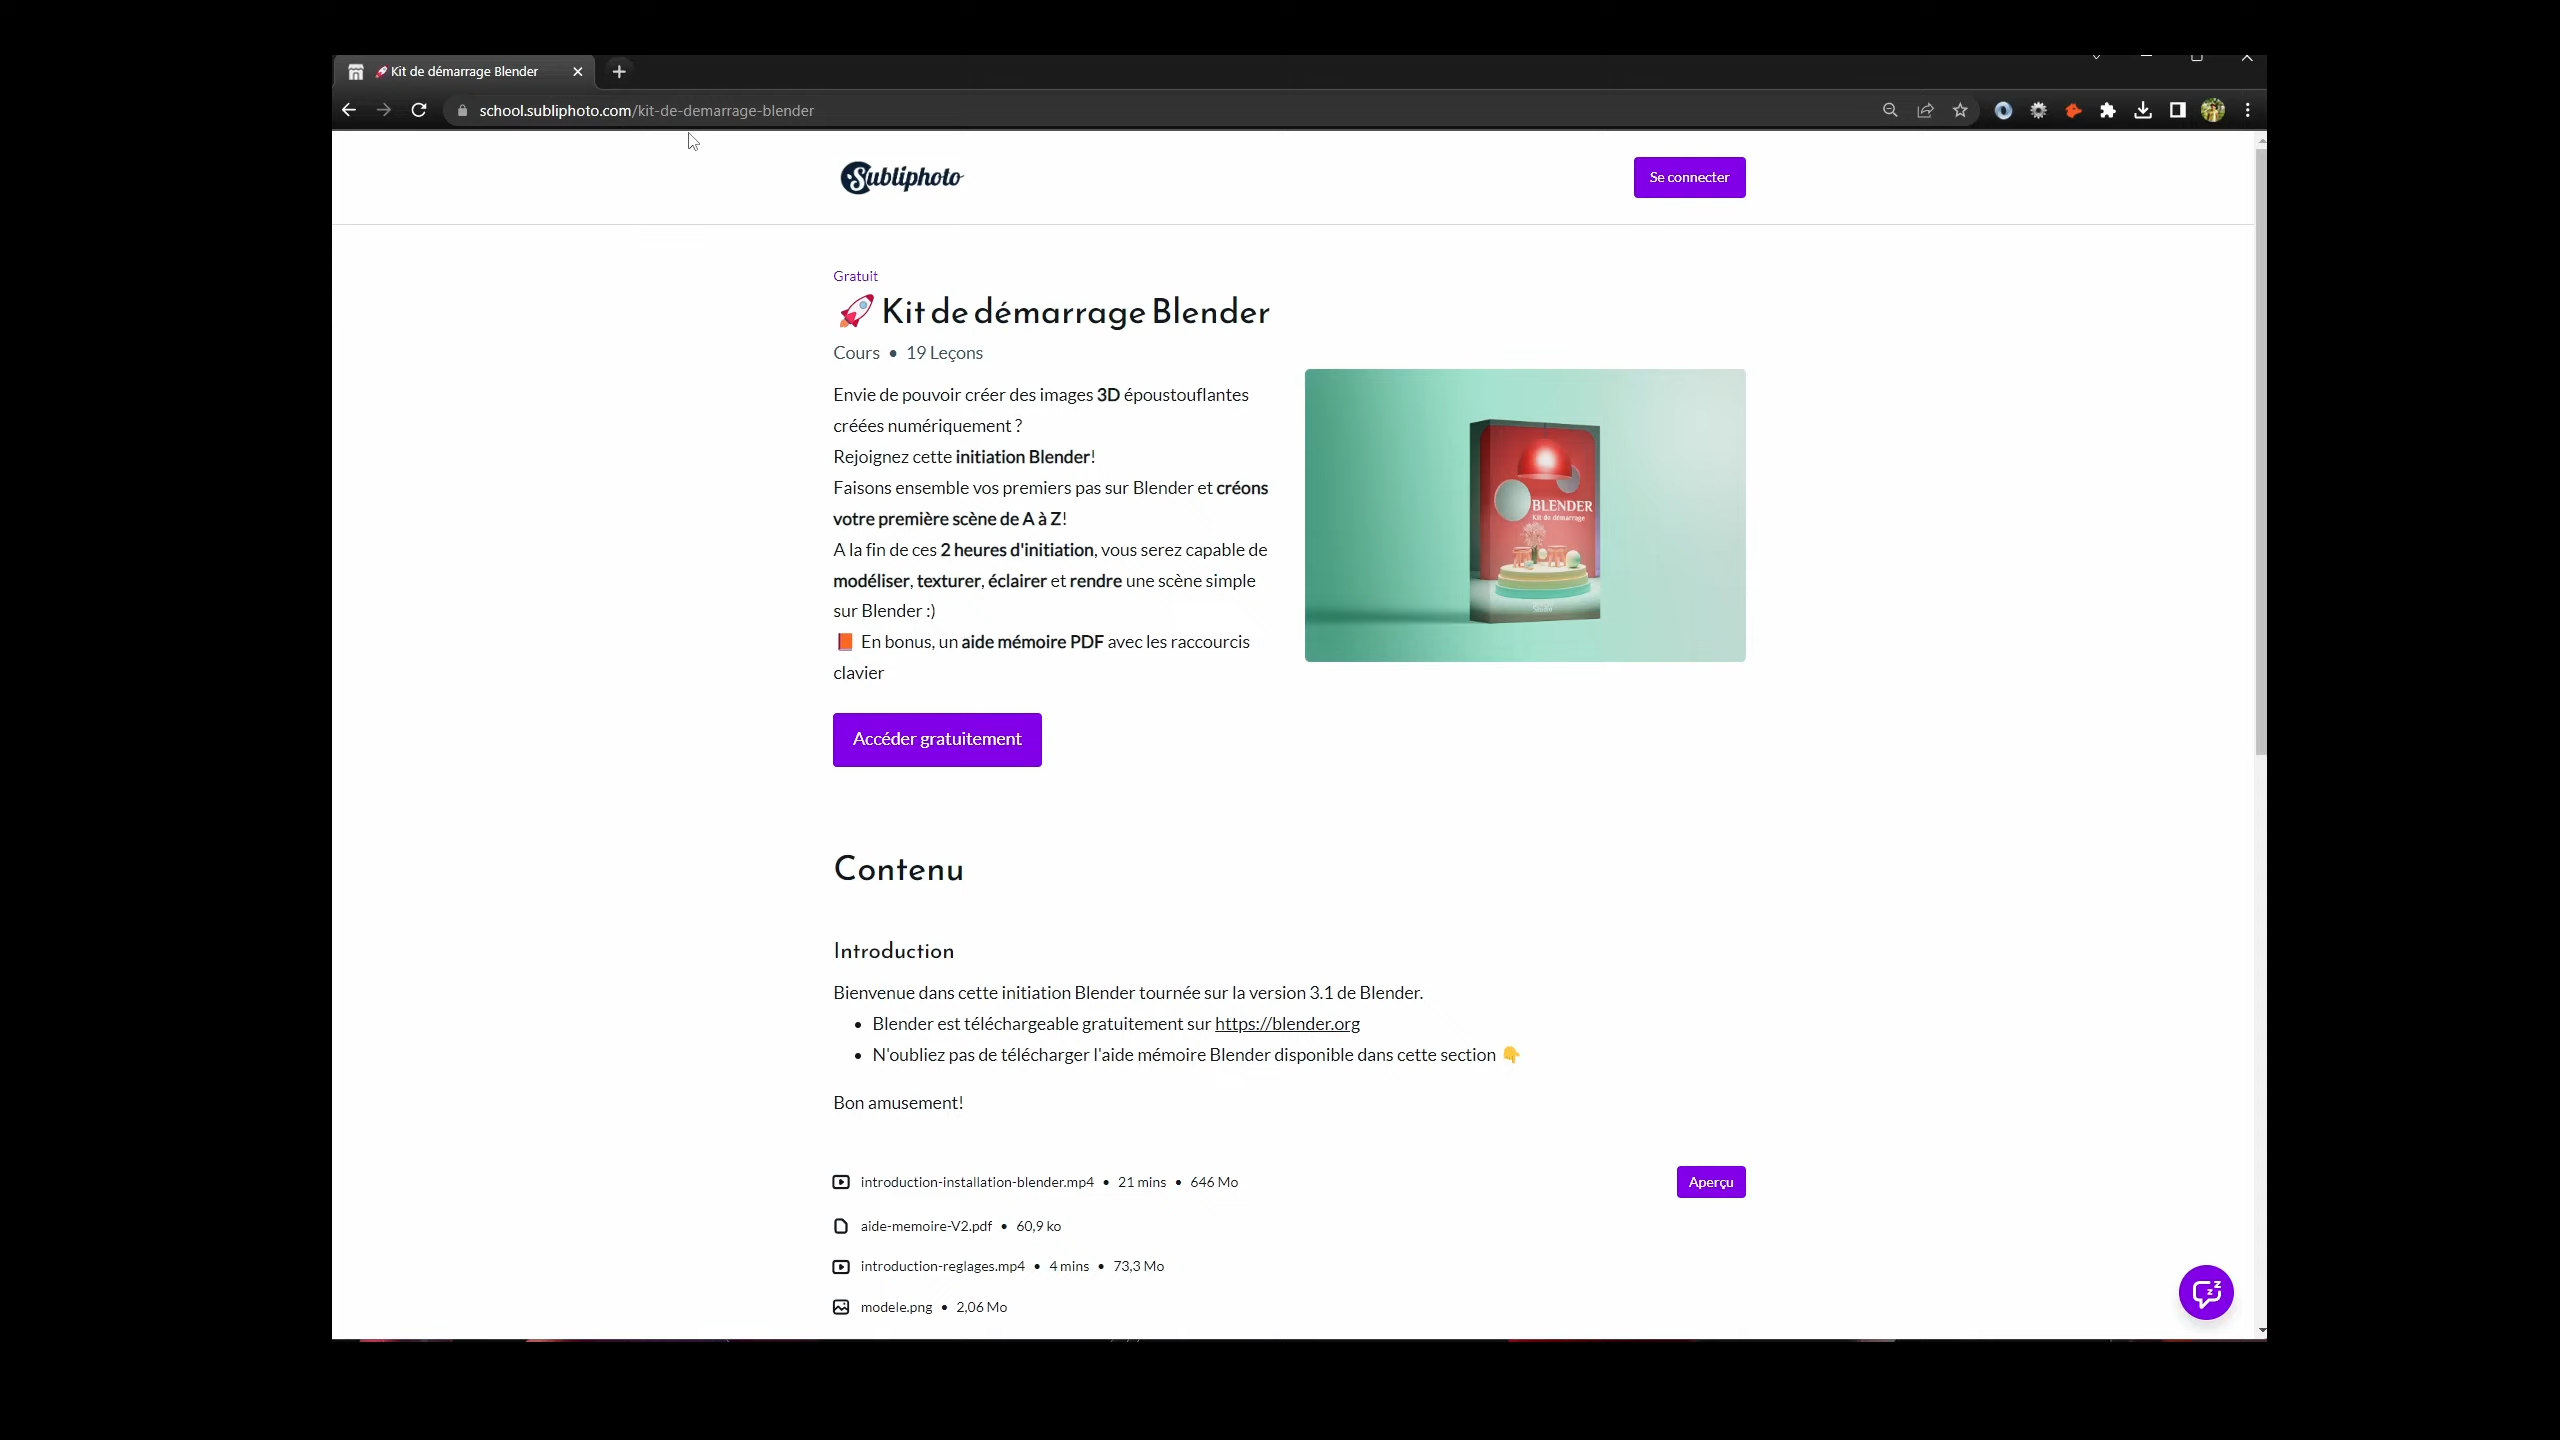 🚀 Kit de démarrage Blender
school.subliphoto.com/kit-de-demarrage-blender
Subliphoto
Se connecter
Gratuit
🚀 Kit de démarrage Blender
Cours • 19 Leçons
Envie de pouvoir créer des images 3D époustouflantes
créées numériquement ?
Rejoignez cette initiation Blender!
Faisons ensemble vos premiers pas sur Blender et créons
votre première scène de A à Z!
A la fin de ces 2 heures d'initiation, vous serez capable de
modéliser, texturer, éclairer et rendre une scène simple
sur Blender :)
📕 En bonus, un aide mémoire PDF avec les raccourcis
clavier
BLENDER
Kit de démarrage
Accéder gratuitement
Contenu
Introduction
Bienvenue dans cette initiation Blender tournée sur la version 3.1 de Blender.
• Blender est téléchargeable gratuitement sur https://blender.org
• N'oubliez pas de télécharger l'aide mémoire Blender disponible dans cette section 👇
Bon amusement!
introduction-installation-blender.mp4 • 21 mins • 646 Mo
Aperçu
aide-memoire-V2.pdf • 60,9 ko
introduction-reglages.mp4 • 4 mins • 73,3 Mo
modele.png • 2,06 Mo